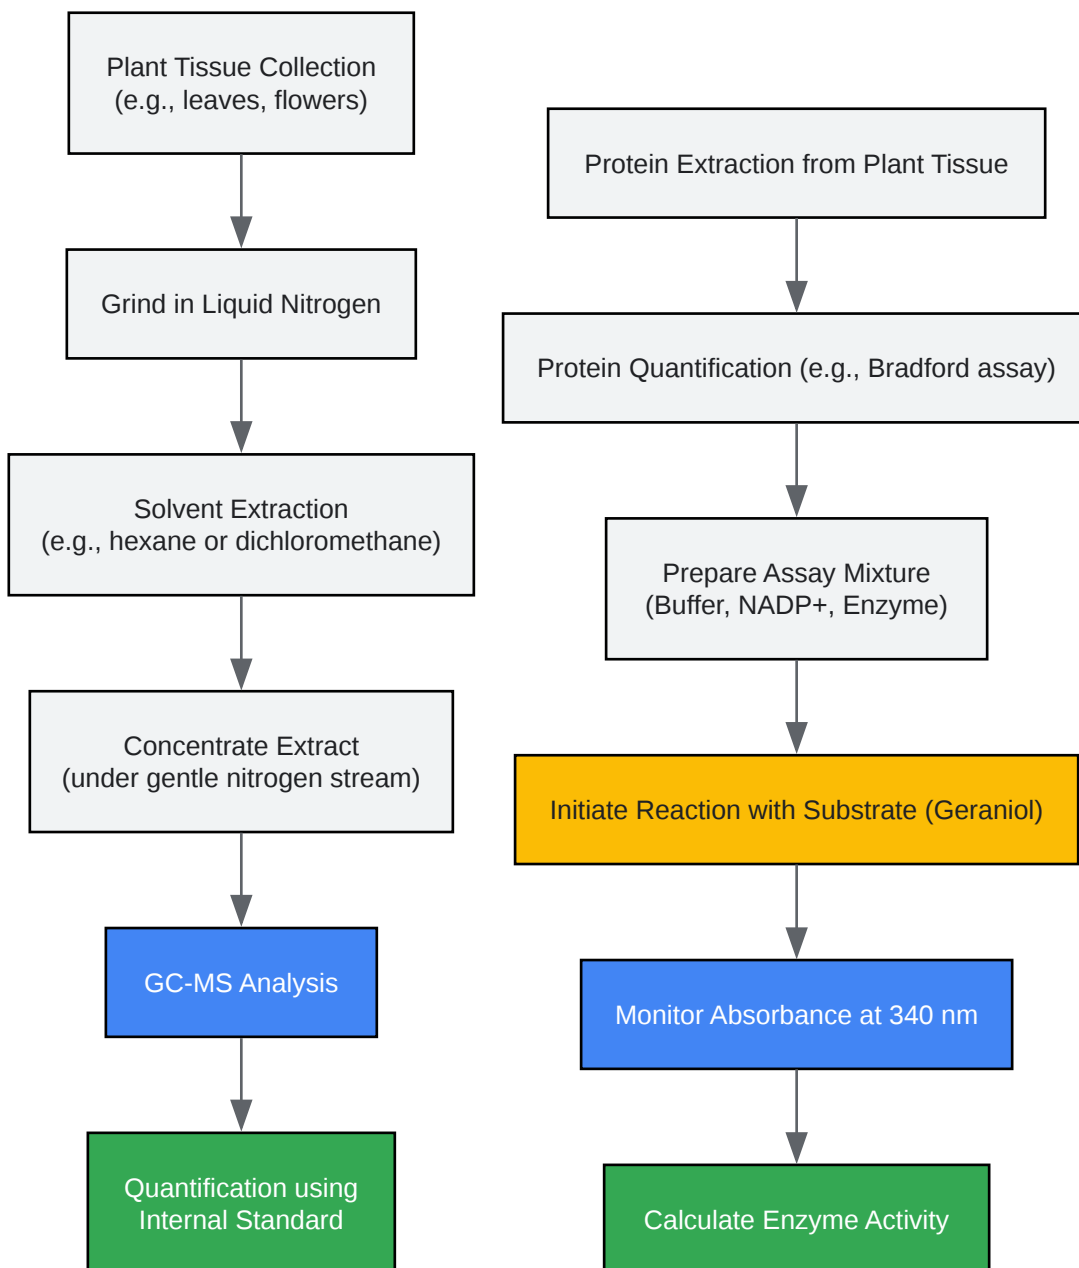 Plant Tissue Collection
(e.g., leaves, flowers)
Grind in Liquid Nitrogen
Solvent Extraction
(e.g., hexane or dichloromethane)
Concentrate Extract
(under gentle nitrogen stream)
GC-MS Analysis
Quantification using
Internal Standard
Protein Extraction from Plant Tissue
Protein Quantification (e.g., Bradford assay)
Prepare Assay Mixture
(Buffer, NADP+, Enzyme)
Initiate Reaction with Substrate (Geraniol)
Monitor Absorbance at 340 nm
Calculate Enzyme Activity